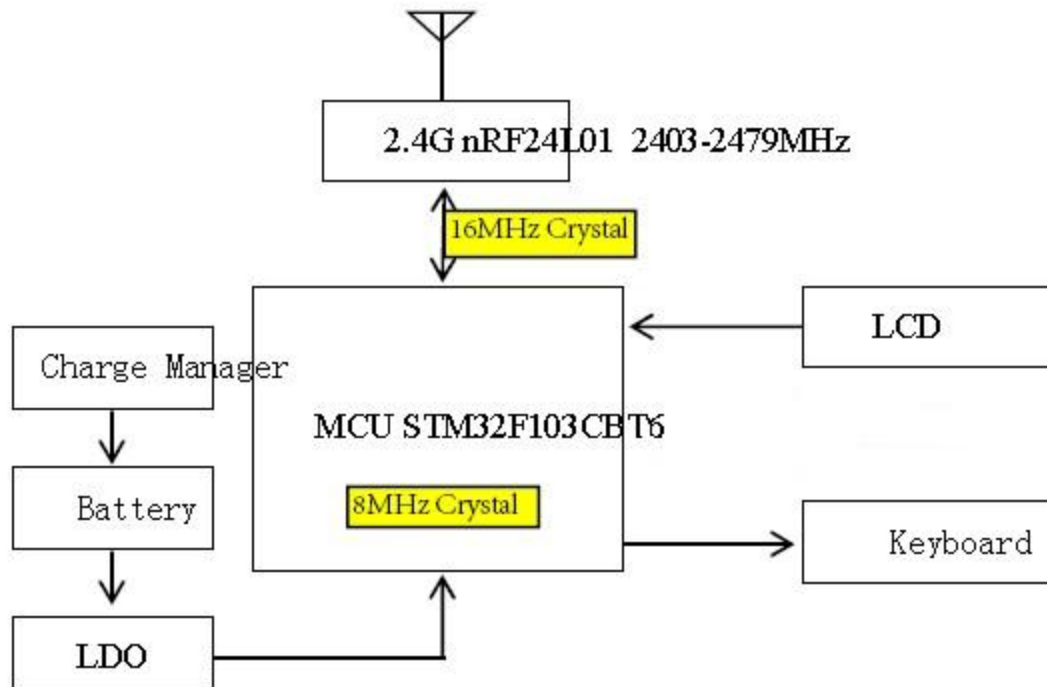 2.4G nRF24L01 2403-2479MHz
16MHz Crystal
LCD
Charge Manager
MCU STM32F103CBT6
Battery
8MHz Crystal
Keyboard
LDO